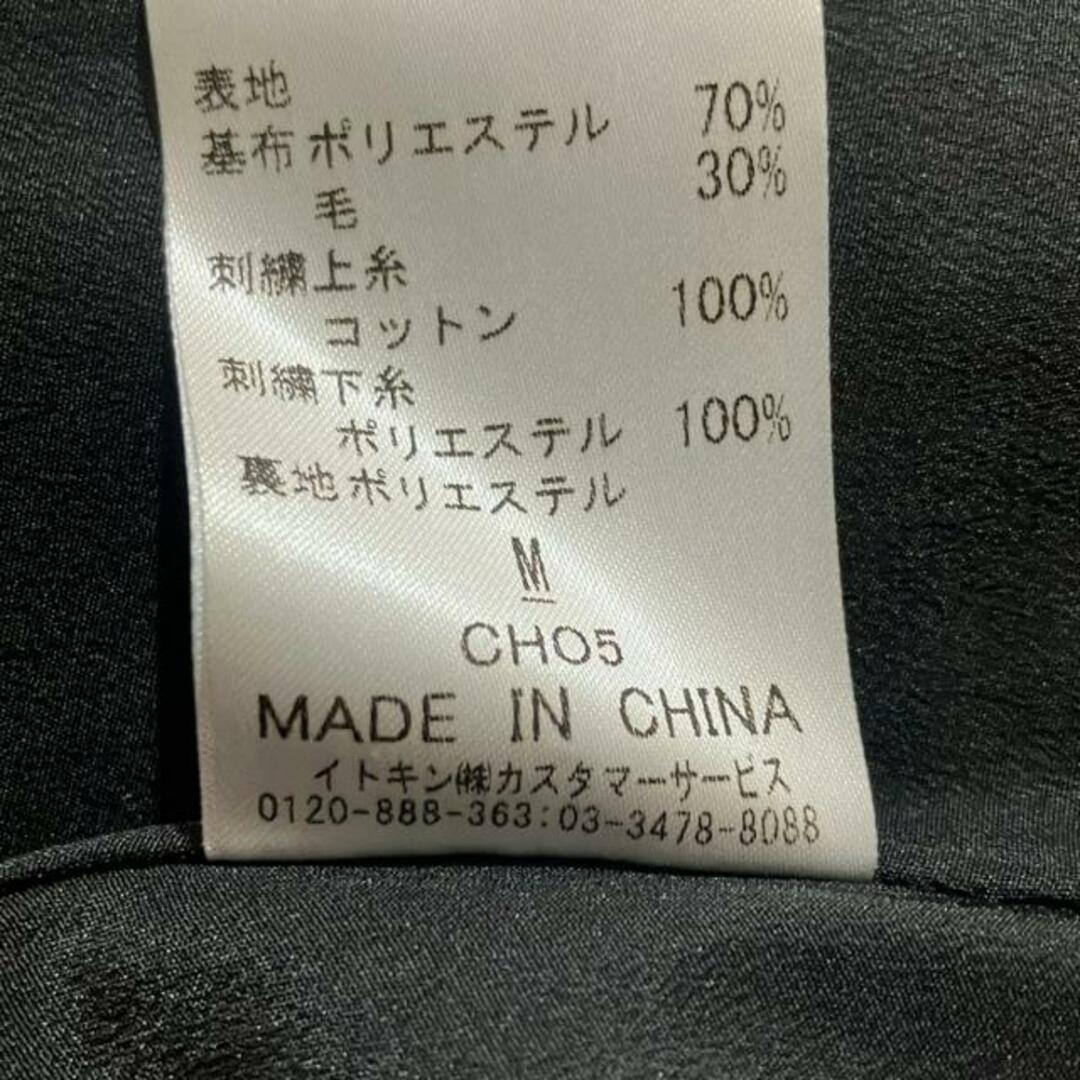 表地
基布ポリエステル 70%
毛 30%
刺繍上糸
コットン 100%
刺繍下糸
ポリエステル 100%
裏地ポリエステル
M
CH05
MADE IN CHINA
イトキン㈱カスタマーサービス
0120-888-363:03-3478-8088